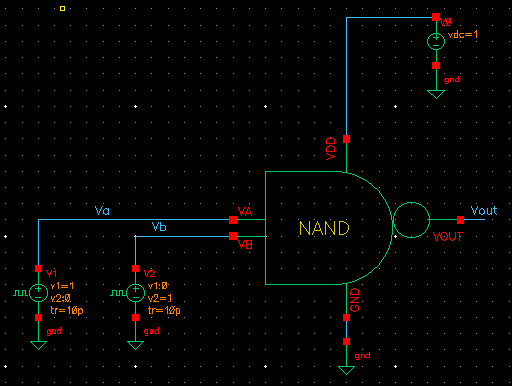 V0
vdc=1
gnd
VDD
Va
VA
Vb
VB
NAND
Vout
VOUT
V1
v1=1
v2:0
tr=10p
gnd
V2
v1:0
v2=1
tr=10p
gnd
GND
gnd